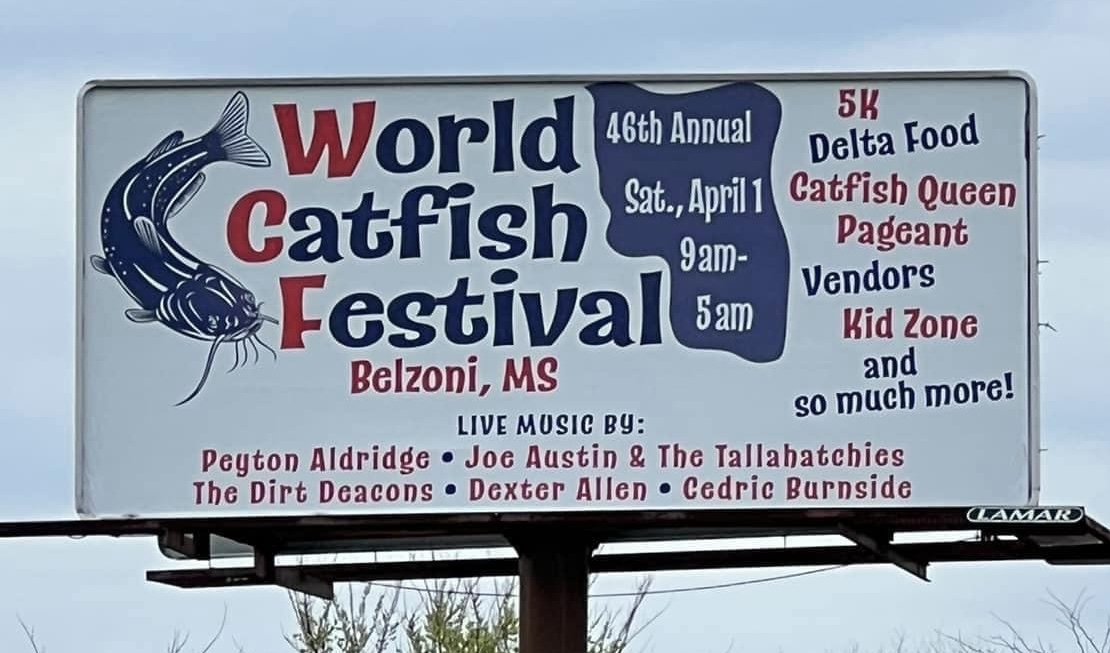 World
Catfish
Festival
Belzoni, MS
46th Annual
Sat., April 1
9am-
5am
5K
Delta Food
Catfish Queen
Pageant
Vendors
Kid Zone
and
so much more!
LIVE MUSIC BY:
Peyton Aldridge • Joe Austin & The Tallahatchies
The Dirt Deacons • Dexter Allen • Cedric Burnside
LAMAR